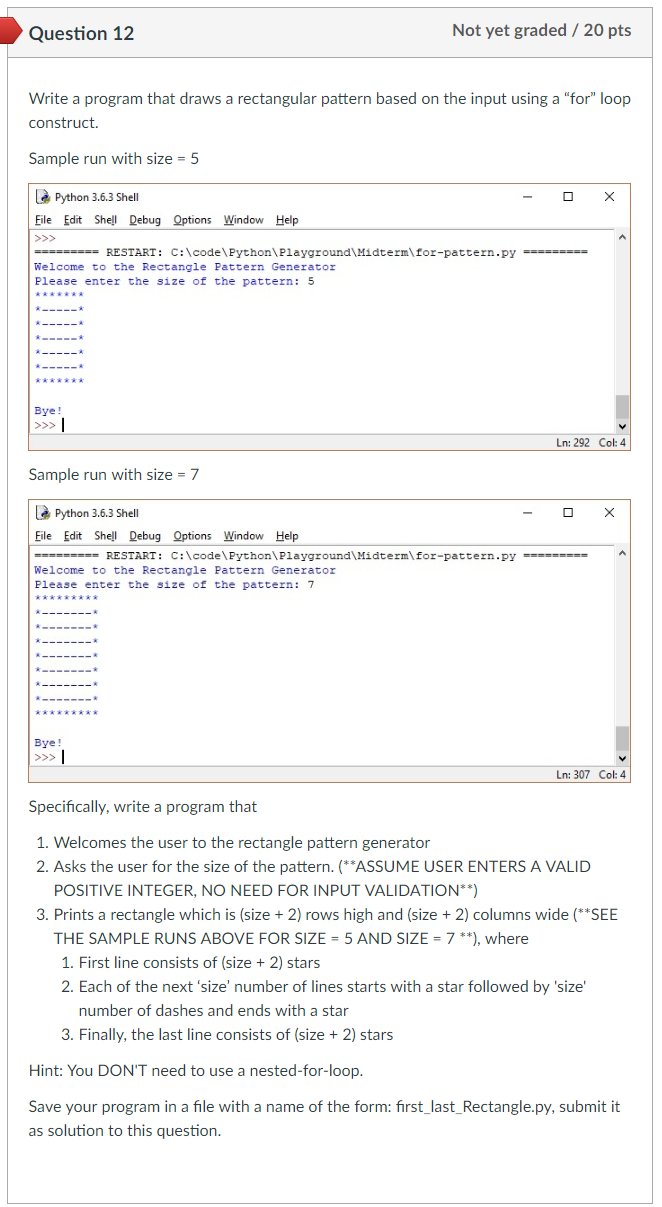 Question 12
Not yet graded / 20 pts
Write a program that draws a rectangular pattern based on the input using a “for” loop
construct.
Sample run with size = 5
Python 3.6.3 Shell
File Edit Shell Debug Options Window Help
>>>
========= RESTART: C:\code\Python\Playground\Midterm\for-pattern.py =========
Welcome to the Rectangle Pattern Generator
Please enter the size of the pattern: 5
*******
*-----*
*-----*
*-----*
*-----*
*-----*
*******
Bye!
>>>
Ln: 292 Col: 4
Sample run with size = 7
Python 3.6.3 Shell
File Edit Shell Debug Options Window Help
========= RESTART: C:\code\Python\Playground\Midterm\for-pattern.py =========
Welcome to the Rectangle Pattern Generator
Please enter the size of the pattern: 7
*********
*-------*
*-------*
*-------*
*-------*
*-------*
*-------*
*-------*
*********
Bye!
>>>
Ln: 307 Col: 4
Specifically, write a program that
1. Welcomes the user to the rectangle pattern generator
2. Asks the user for the size of the pattern. (**ASSUME USER ENTERS A VALID
POSITIVE INTEGER, NO NEED FOR INPUT VALIDATION**)
3. Prints a rectangle which is (size + 2) rows high and (size + 2) columns wide (**SEE
THE SAMPLE RUNS ABOVE FOR SIZE = 5 AND SIZE = 7 **), where
1. First line consists of (size + 2) stars
2. Each of the next ‘size’ number of lines starts with a star followed by 'size'
number of dashes and ends with a star
3. Finally, the last line consists of (size + 2) stars
Hint: You DON'T need to use a nested-for-loop.
Save your program in a file with a name of the form: first_last_Rectangle.py, submit it
as solution to this question.